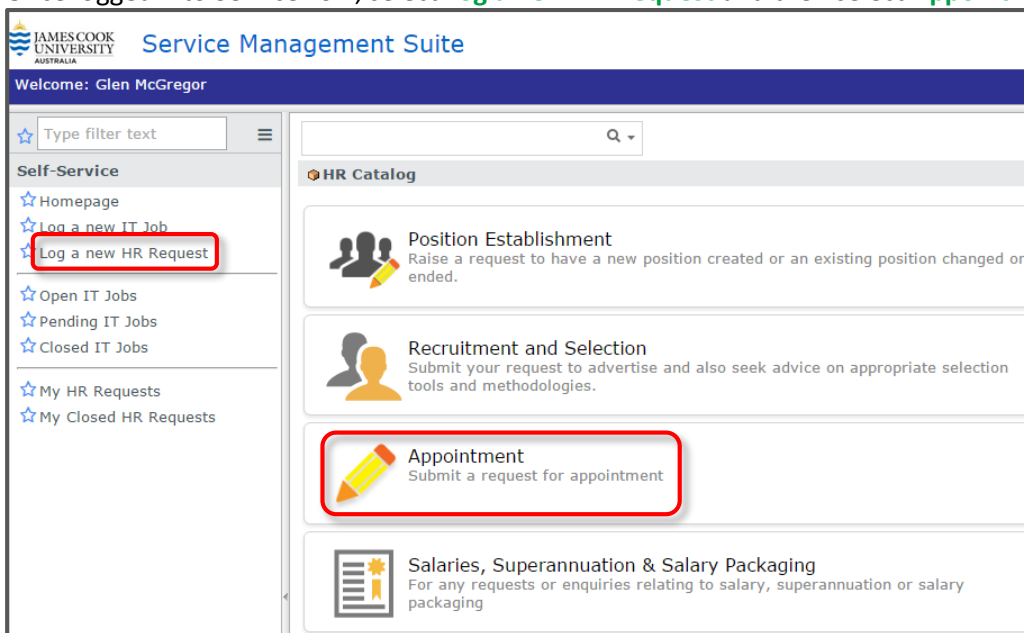 JAMES COOK
UNIVERSITY
AUSTRALIA
Service Management Suite
Welcome: Glen McGregor
Type filter text
Self-Service
Homepage
Log a new IT Job
Log a new HR Request
Open IT Jobs
Pending IT Jobs
Closed IT Jobs
My HR Requests
My Closed HR Requests
HR Catalog
Position Establishment
Raise a request to have a new position created or an existing position changed or
ended.
Recruitment and Selection
Submit your request to advertise and also seek advice on appropriate selection
tools and methodologies.
Appointment
Submit a request for appointment
Salaries, Superannuation & Salary Packaging
For any requests or enquiries relating to salary, superannuation or salary
packaging